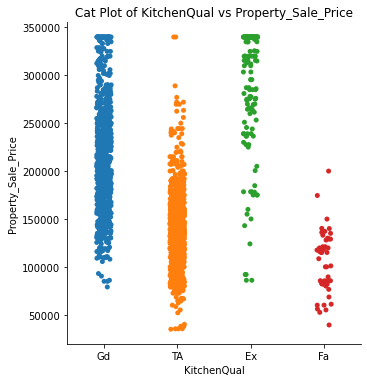 Cat Plot of KitchenQual vs Property_Sale_Price
350000
300000
250000
200000
150000
100000
50000
Property_Sale_Price
Gd TA Ex Fa
KitchenQual